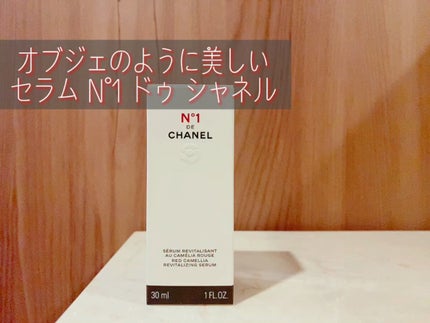 オブジェのように美しい
セラム N°1 ドゥ シャネル
N°1
DE
CHANEL
SÉRUM REVITALISANT
AU CAMÉLIA ROUGE
RED CAMELLIA
REVITALIZING SERUM
30 ml 1 FL.OZ.